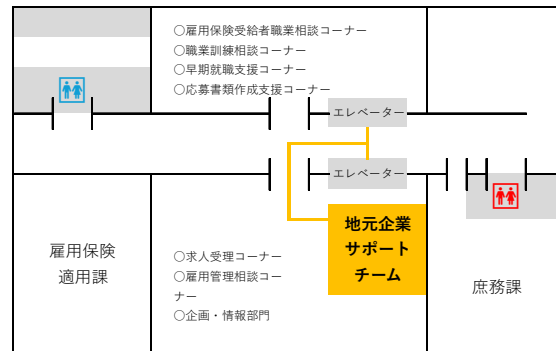 ○雇用保険受給者職業相談コーナー
○職業訓練相談コーナー
○早期就職支援コーナー
○応募書類作成支援コーナー
エレベーター
エレベーター
地元企業
サポート
チーム
雇用保険
適用課
○求人受理コーナー
○雇用管理相談コー
ナー
○企画・情報部門
庶務課